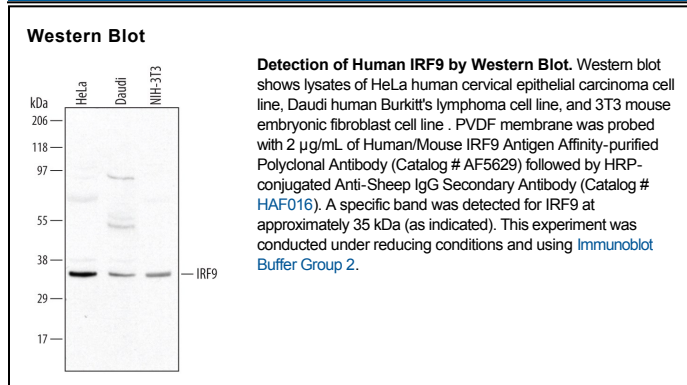 Western Blot
HeLa
Daudi
NIH-3T3
kDa
206
118
97
55
38
29
17
IRF9
Detection of Human IRF9 by Western Blot. Western blot
shows lysates of HeLa human cervical epithelial carcinoma cell
line, Daudi human Burkitt's lymphoma cell line, and 3T3 mouse
embryonic fibroblast cell line . PVDF membrane was probed
with 2 µg/mL of Human/Mouse IRF9 Antigen Affinity-purified
Polyclonal Antibody (Catalog # AF5629) followed by HRP-
conjugated Anti-Sheep IgG Secondary Antibody (Catalog #
HAF016). A specific band was detected for IRF9 at
approximately 35 kDa (as indicated). This experiment was
conducted under reducing conditions and using Immunoblot
Buffer Group 2.